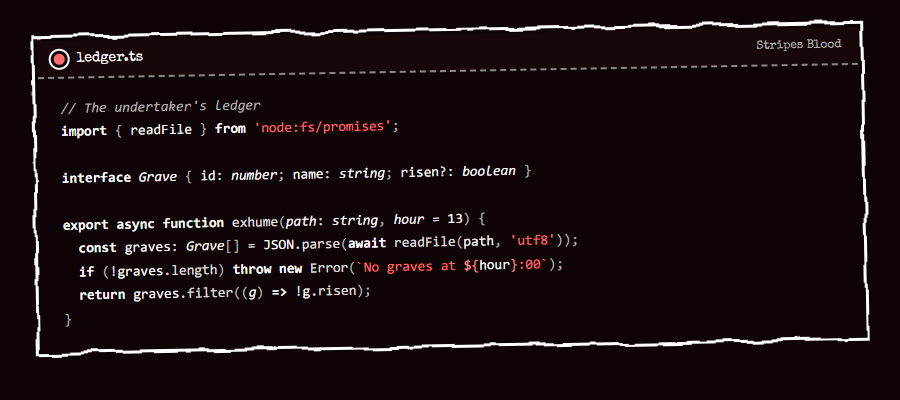 ledger.ts
Stripes Blood
// The undertaker's ledger
import { readFile } from 'node:fs/promises';
interface Grave { id: number; name: string; risen?: boolean }
export async function exhume(path: string, hour = 13) {
  const graves: Grave[] = JSON.parse(await readFile(path, 'utf8'));
  if (!graves.length) throw new Error(`No graves at ${hour}:00`);
  return graves.filter((g) => !g.risen);
}